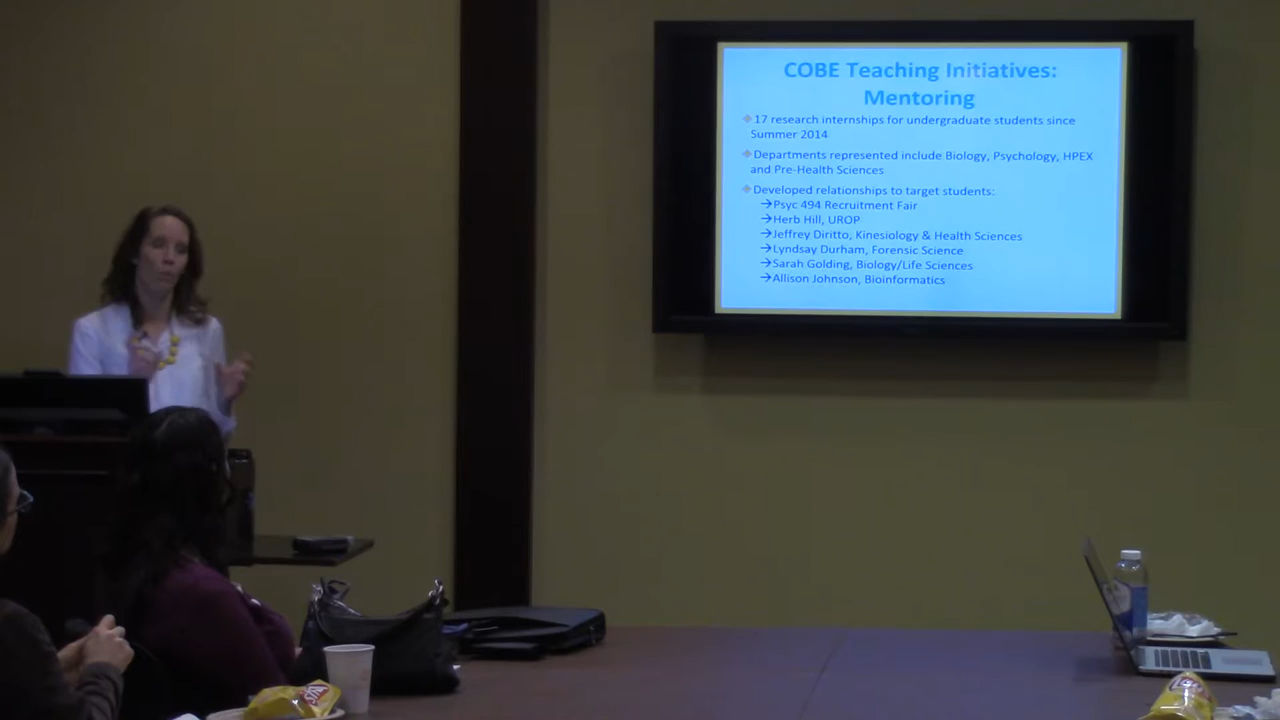 COBE Teaching Initiatives:
Mentoring
17 research internships for undergraduate students since
Summer 2014
Departments represented include Biology, Psychology, HPEX
and Pre-Health Sciences
Developed relationships to target students:
→Psyc 494 Recruitment Fair
→Herb Hill, UROP
→Jeffrey Diritto, Kinesiology & Health Sciences
→Lyndsay Durham, Forensic Science
→Sarah Golding, Biology/Life Sciences
→Allison Johnson, Bioinformatics
Lay's
Lay's